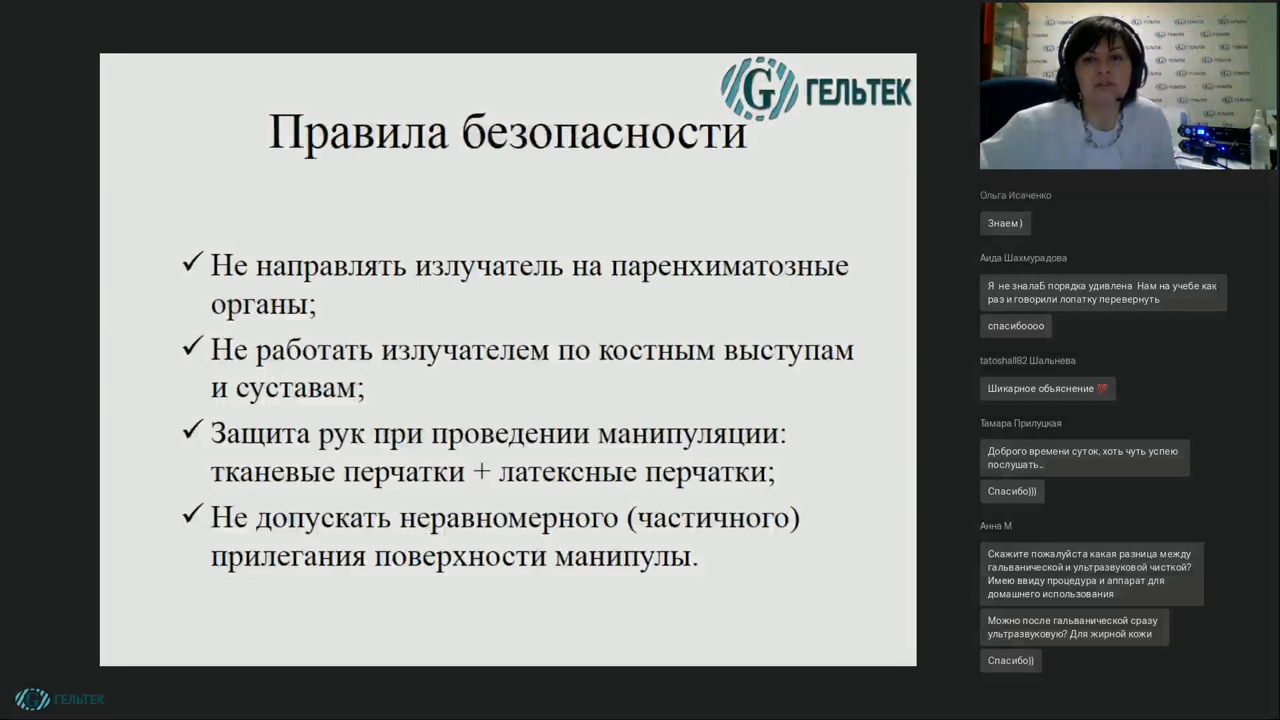 ГЕЛЬТЕК
Правила безопасности
✓ Не направлять излучатель на паренхиматозные
органы;
✓ Не работать излучателем по костным выступам
и суставам;
✓ Защита рук при проведении манипуляции:
тканевые перчатки + латексные перчатки;
✓ Не допускать неравномерного (частичного)
прилегания поверхности манипулы.
ГЕЛЬТЕК
Ольга Исаченко
Знаем )
Аида Шахмурадова
Я не зналаБ порядка удивлена Нам на учебе как
раз и говорили лопатку перевернуть
спасибоооо
tatoshall82 Шальнева
Шикарное объяснение 💯
Тамара Прилуцкая
Доброго времени суток, хоть чуть успею
послушать..
Спасибо)))
Анна М
Скажите пожалуйста какая разница между
гальванической и ультразвуковой чисткой?
Имею ввиду процедура и аппарат для
домашнего использования
Можно после гальванической сразу
ультразвуковую? Для жирной кожи
Спасибо))